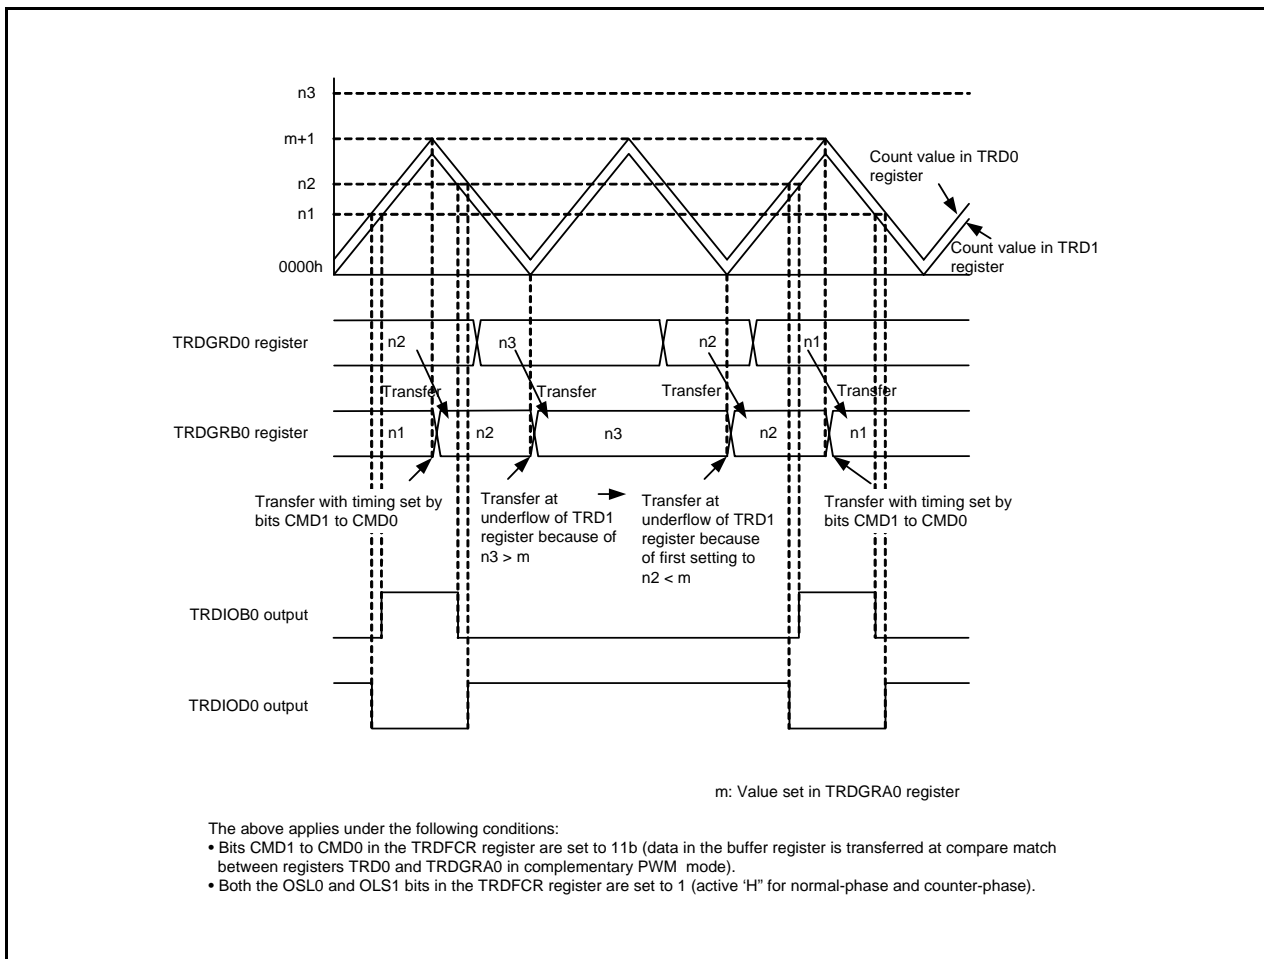 n3
m+1
n2
n1
0000h
Count value in TRD0
register
Count value in TRD1
register
TRDGRD0 register
n2
n3
n2
n1
Transfer
Transfer
Transfer
Transfer
TRDGRB0 register
n1
n2
n3
n2
n1
Transfer with timing set by
bits CMD1 to CMD0
Transfer at
underflow of TRD1
register because of
n3 > m
Transfer at
underflow of TRD1
register because
of first setting to
n2 < m
Transfer with timing set by
bits CMD1 to CMD0
TRDIOB0 output
TRDIOD0 output
m: Value set in TRDGRA0 register
The above applies under the following conditions:
• Bits CMD1 to CMD0 in the TRDFCR register are set to 11b (data in the buffer register is transferred at compare match
between registers TRD0 and TRDGRA0 in complementary PWM mode).
• Both the OSL0 and OLS1 bits in the TRDFCR register are set to 1 (active ‘H” for normal-phase and counter-phase).